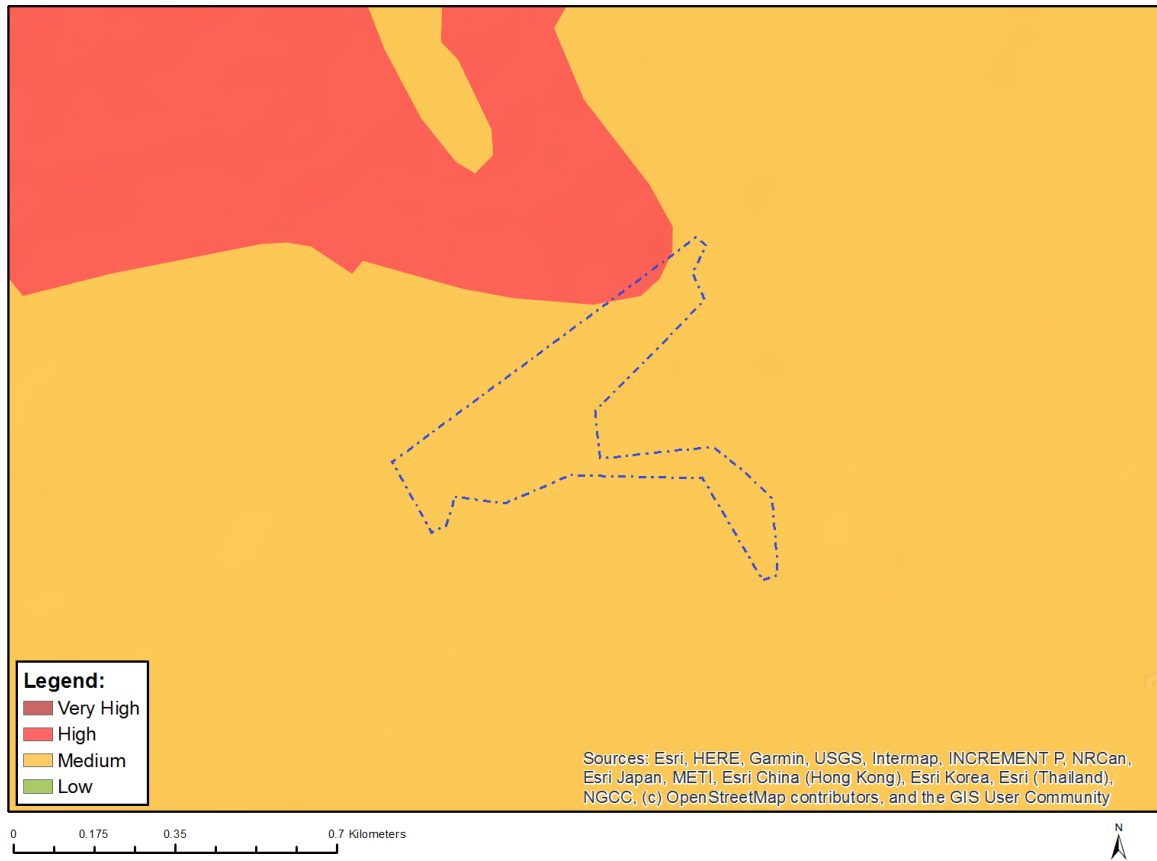 Legend:
Very High
High
Medium
Low
Sources: Esri, HERE, Garmin, USGS, Intermap, INCREMENT P, NRCan,
Esri Japan, METI, Esri China (Hong Kong), Esri Korea, Esri (Thailand),
NGCC, (c) OpenStreetMap contributors, and the GIS User Community
0 0.175 0.35 0.7 Kilometers
N